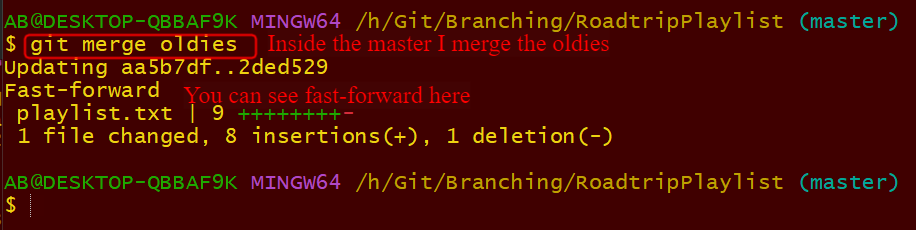 AB@DESKTOP-QBBAF9K MINGW64 /h/Git/Branching/RoadtripPlaylist (master)
$ git merge oldies Inside the master I merge the oldies
Updating aa5b7df..2ded529
Fast-forward You can see fast-forward here
playlist.txt | 9 ++++++++-
1 file changed, 8 insertions(+), 1 deletion(-)
AB@DESKTOP-QBBAF9K MINGW64 /h/Git/Branching/RoadtripPlaylist (master)
$